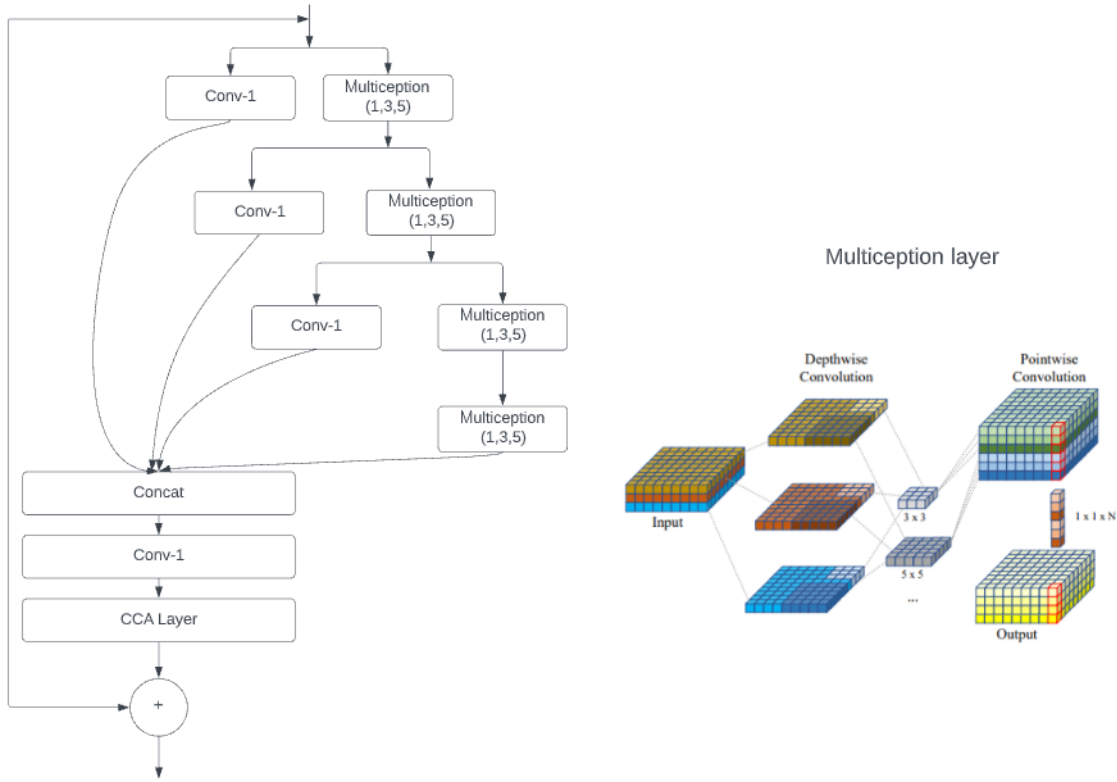 Conv-1
Multiception
(1,3,5)
Conv-1
Multiception
(1,3,5)
Conv-1
Multiception
(1,3,5)
Multiception
(1,3,5)
Concat
Conv-1
CCA Layer
+
Multiception layer
Depthwise
Convolution
Pointwise
Convolution
Input
3 x 3
5 x 5
...
1 x 1 x N
Output